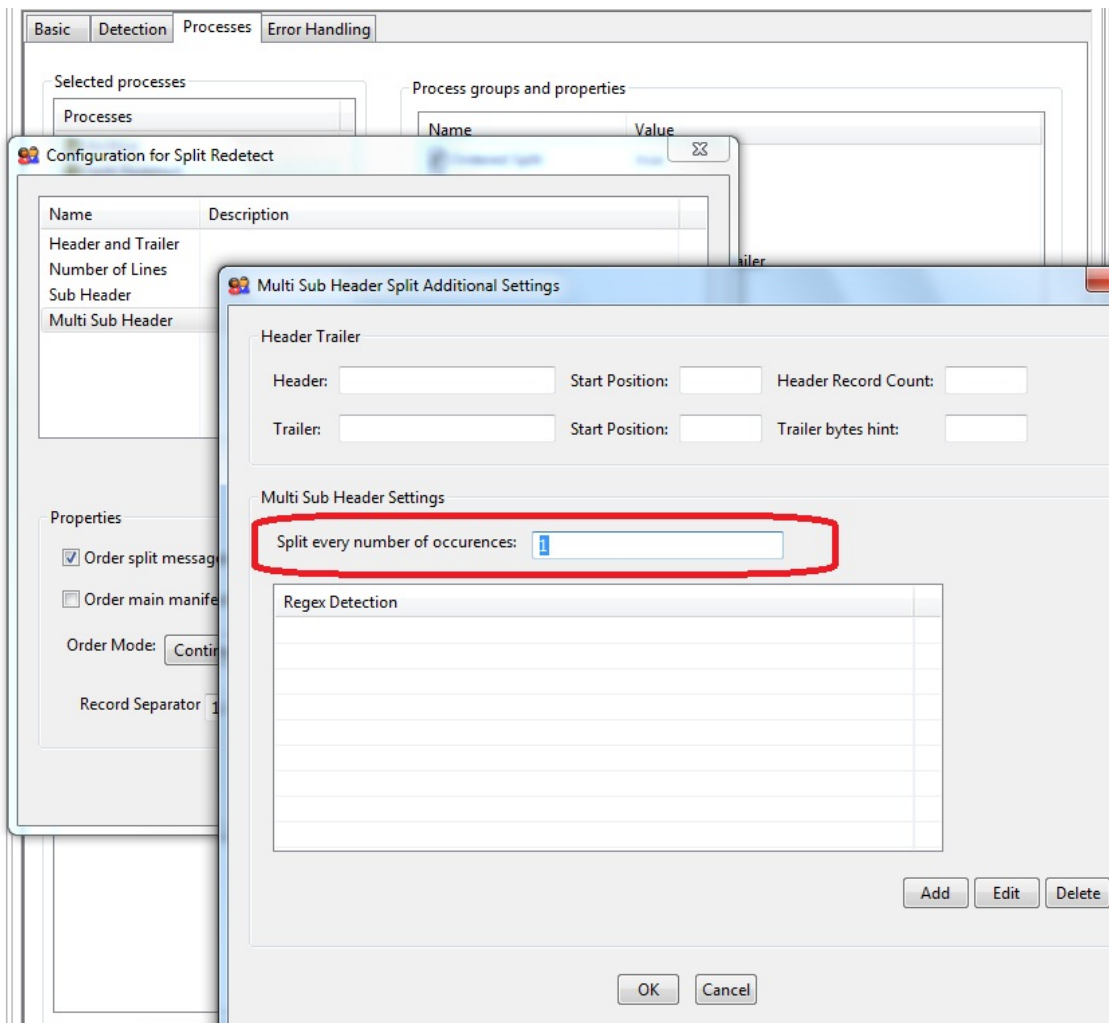 Basic Detection Processes Error Handling
Selected processes
Process groups and properties
Processes
Name Value
Configuration for Split Redetect
Name Description
Header and Trailer
Number of Lines
Sub Header
Multi Sub Header
Multi Sub Header Split Additional Settings
Header Trailer
Header: Start Position: Header Record Count:
Trailer: Start Position: Trailer bytes hint:
Multi Sub Header Settings
Split every number of occurences: 1
Regex Detection
Properties
Order split message
Order main manife
Order Mode: Contin
Record Separator 1
Add Edit Delete
OK Cancel